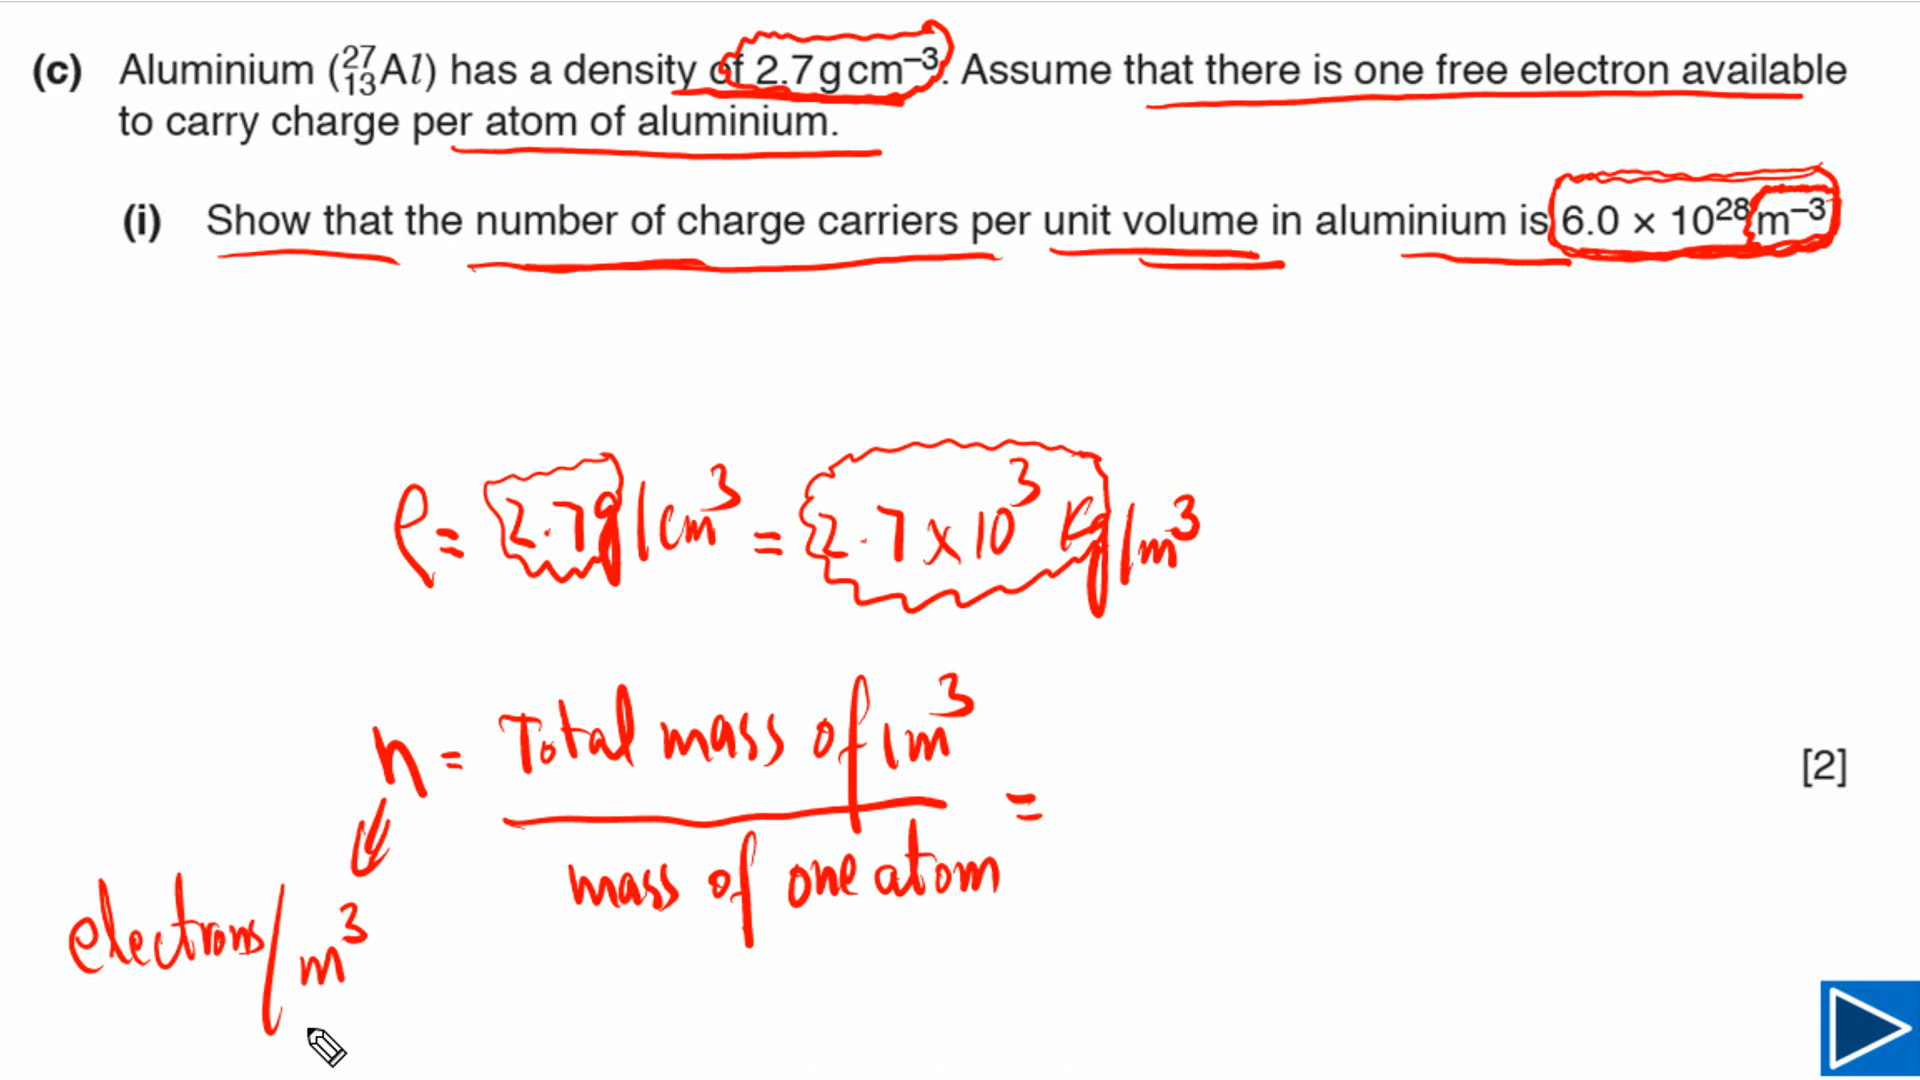 (c) Aluminium (²⁷₁₃Al) has a density of 2.7 g cm⁻³. Assume that there is one free electron available
to carry charge per atom of aluminium.
(i) Show that the number of charge carriers per unit volume in aluminium is 6.0 × 10²⁸ m⁻³
ρ = 2.7g/cm³ = 2.7 x 10³ kg/m³
n = Total mass of 1m³
mass of one atom =
[2]
electrons/m³